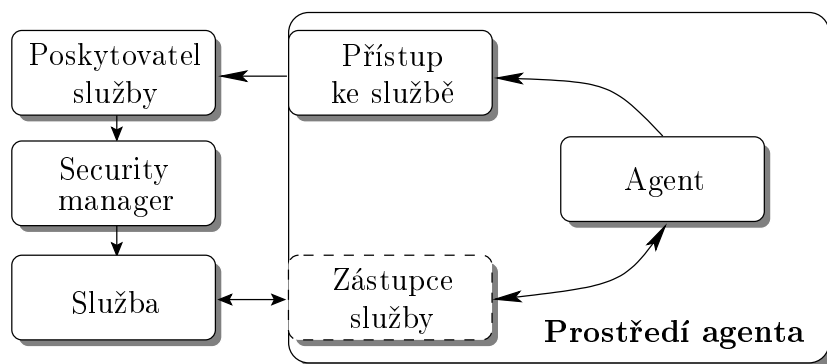 Poskytovatel
služby
Přístup
ke službě
Security
manager
Agent
Služba
Zástupce
služby
Prostředí agenta